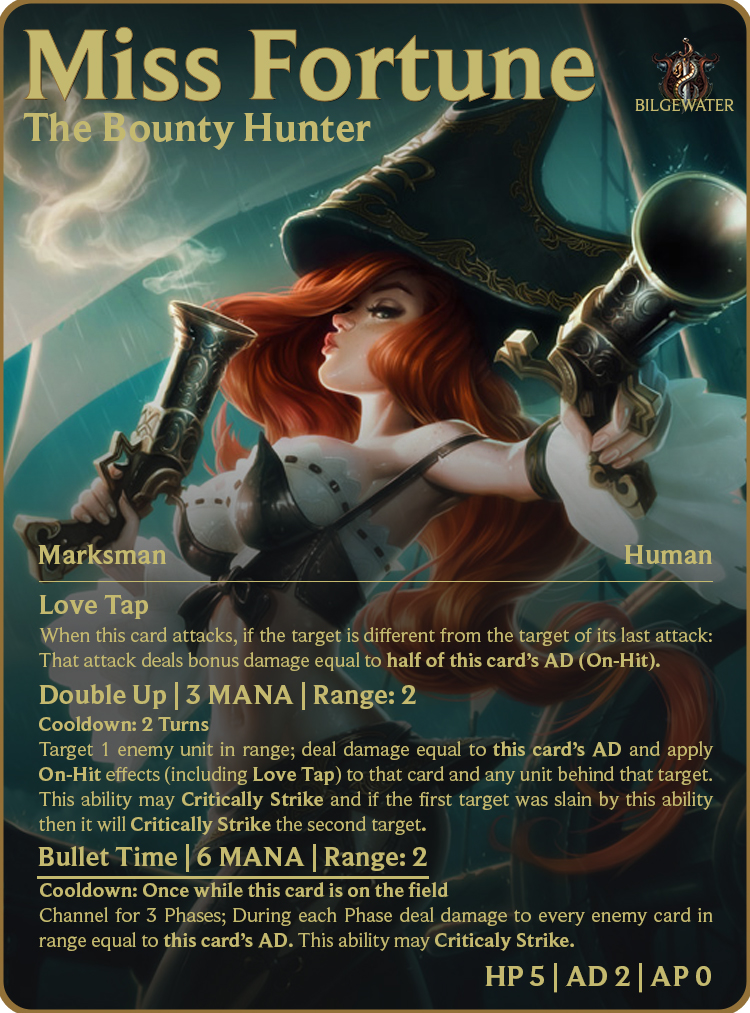 Miss Fortune
BILGEWATER
The Bounty Hunter
Marksman Human
Love Tap
When this card attacks, if the target is different from the target of its last attack:
That attack deals bonus damage equal to half of this card's AD (On-Hit).
Double Up | 3 MANA | Range: 2
Cooldown: 2 Turns
Target 1 enemy unit in range; deal damage equal to this card's AD and apply
On-Hit effects (including Love Tap) to that card and any unit behind that target.
This ability may Critically Strike and if the first target was slain by this ability
then it will Critically Strike the second target.
Bullet Time | 6 MANA | Range: 2
Cooldown: Once while this card is on the field
Channel for 3 Phases; During each Phase deal damage to every enemy card in
range equal to this card's AD. This ability may Criticaly Strike.
HP 5 | AD 2 | AP 0